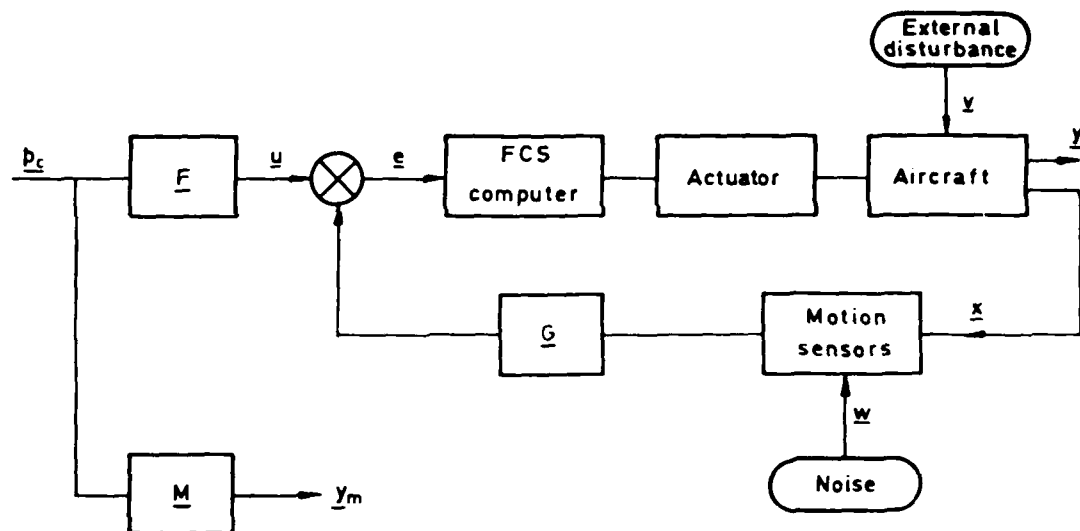 External
disturbance
v
p_c
F
u
e
FCS
computer
Actuator
Aircraft
y
G
Motion
sensors
x
w
Noise
M
y_m